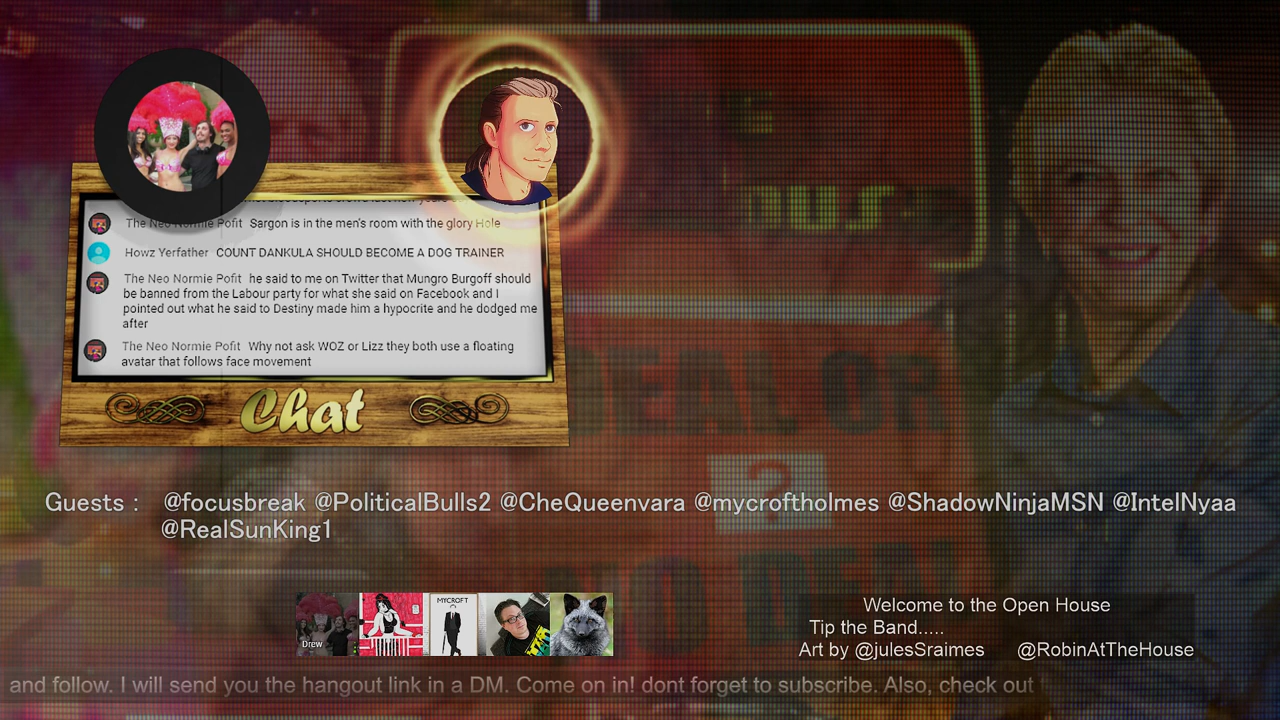 The Neo Normie Pofit Sargon is in the men's room with the glory Hole
Howz Yerfather COUNT DANKULA SHOULD BECOME A DOG TRAINER
The Neo Normie Pofit he said to me on Twitter that Mungro Burgoff should
be banned from the Labour party for what she said on Facebook and I
pointed out what he said to Destiny made him a hypocrite and he dodged me
after
The Neo Normie Pofit Why not ask WOZ or Lizz they both use a floating
avatar that follows face movement
Chat
DEAL OR
?
NO DEAL
Guests : @focusbreak @PoliticalBulls2 @CheQueenvara @mycroftholmes @ShadowNinjaMSN @IntelNyaa
@RealSunKing1
Drew
MYCROFT
Welcome to the Open House
Tip the Band.....
Art by @julesSraimes @RobinAtTheHouse
and follow. I will send you the hangout link in a DM. Come on in! dont forget to subscribe. Also, check out